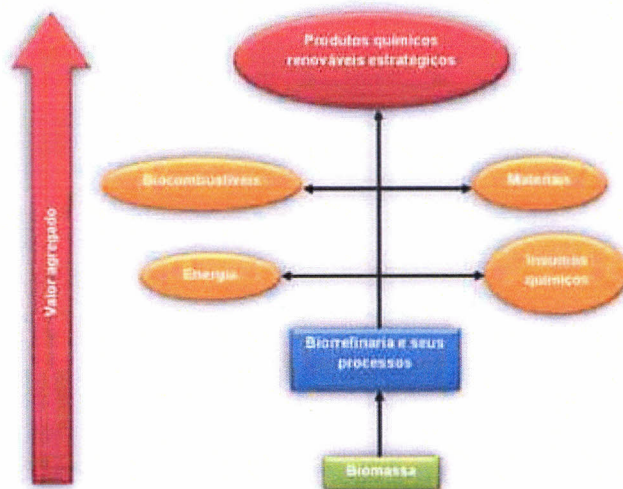 Produtos químicos
renováveis estratégicos
Biocombustíveis
Materiais
Energia
Insumos
químicos
Biorrefinaria e seus
processos
Biomassa
Valor agregado